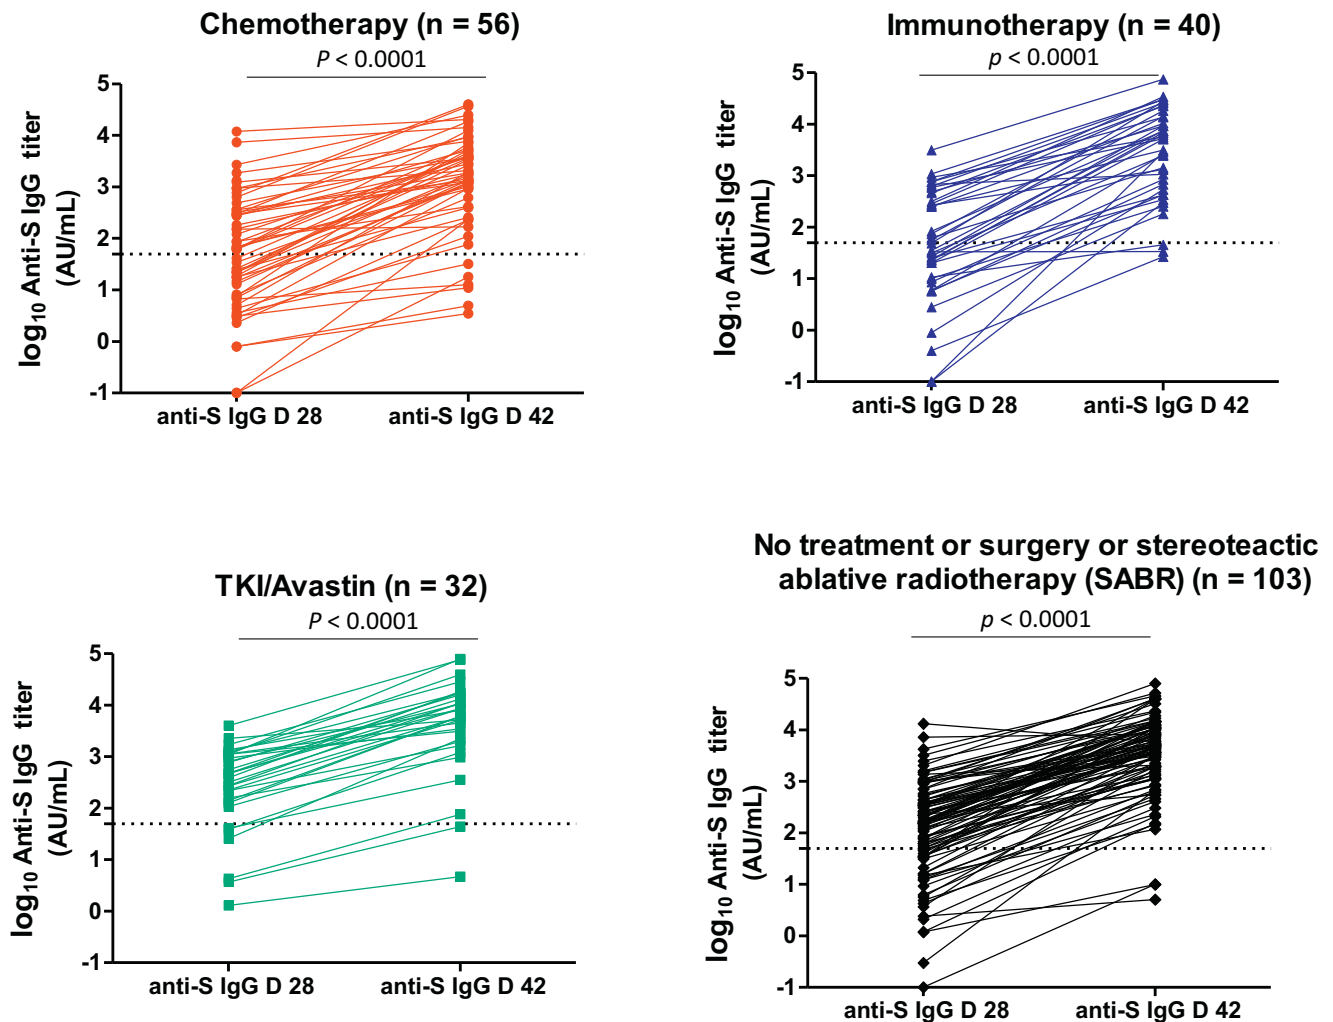 Chemotherapy (n = 56)
P < 0.0001
log₁₀ Anti-S IgG titer
(AU/mL)
5
4
3
2
1
0
-1
anti-S IgG D 28
anti-S IgG D 42
Immunotherapy (n = 40)
p < 0.0001
log₁₀ Anti-S IgG titer
(AU/mL)
5
4
3
2
1
0
-1
anti-S IgG D 28
anti-S IgG D 42
TKI/Avastin (n = 32)
P < 0.0001
log₁₀ Anti-S IgG titer
(AU/mL)
5
4
3
2
1
0
-1
anti-S IgG D 28
anti-S IgG D 42
No treatment or surgery or stereoteactic
ablative radiotherapy (SABR) (n = 103)
p < 0.0001
log₁₀ Anti-S IgG titer
(AU/mL)
5
4
3
2
1
0
-1
anti-S IgG D 28
anti-S IgG D 42